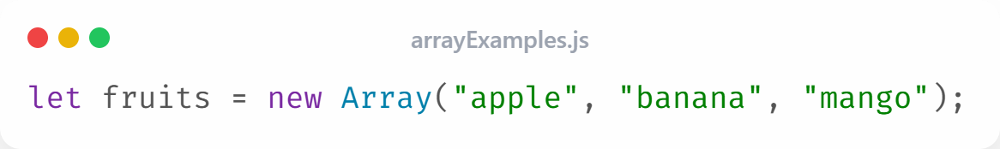 arrayExamples.js
let fruits = new Array("apple", "banana", "mango");